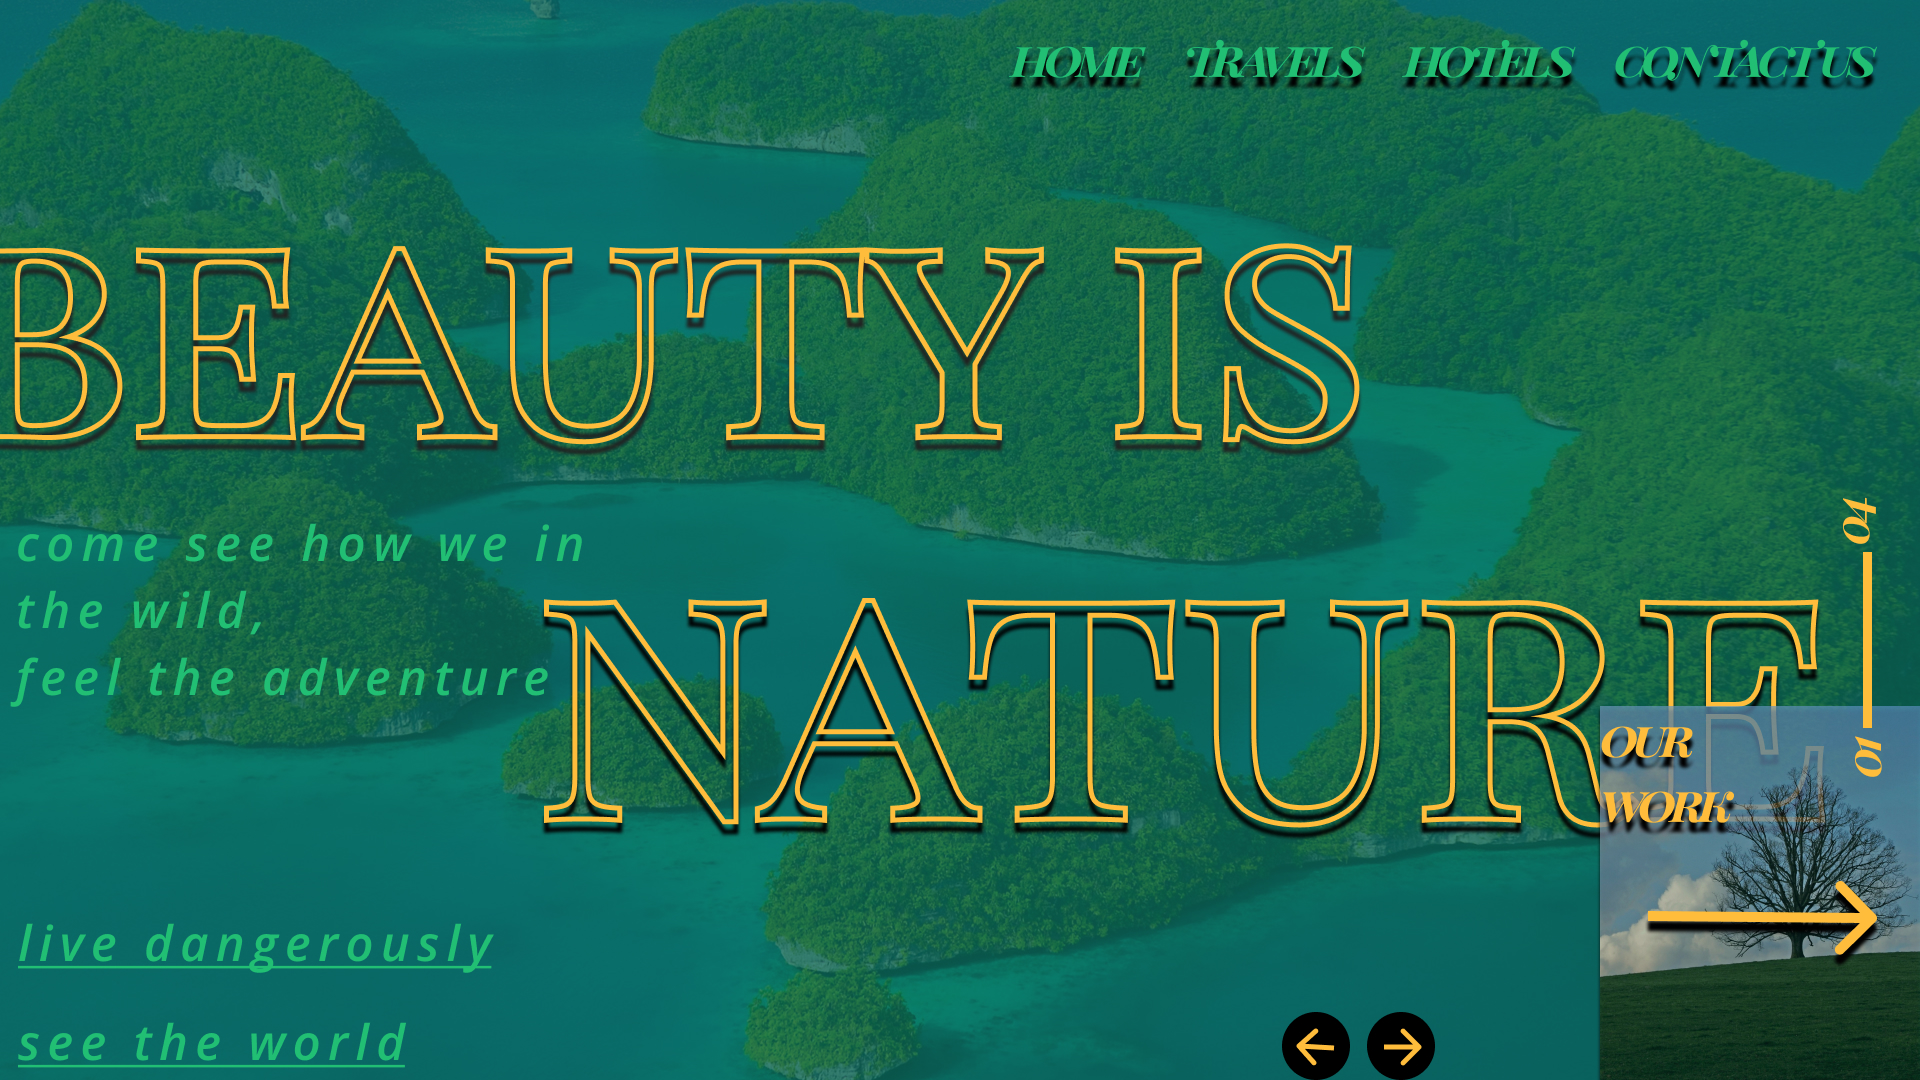 HOME TRAVELS HOTELS CONTACT US
BEAUTY IS
NATURE
come see how we in
the wild,
feel the adventure
04
01
OUR
WORK
live dangerously
see the world